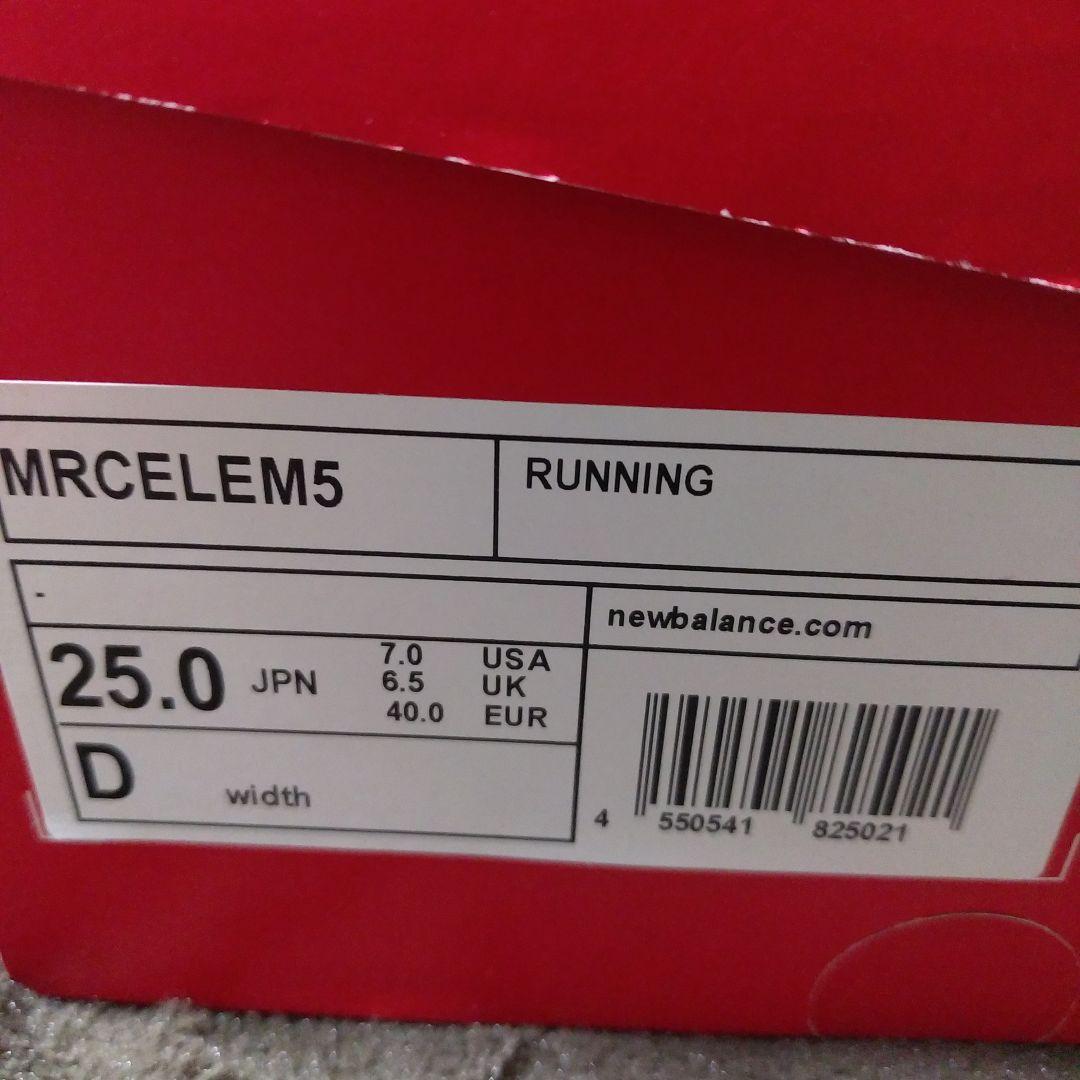 MRCELEM5
RUNNING
-
newbalance.com
25.0 JPN
7.0 USA
6.5 UK
40.0 EUR
D width
4 550541 825021